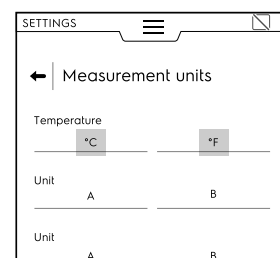 SETTINGS
Measurement units
Temperature
°C °F
Unit
A B
Unit
A B